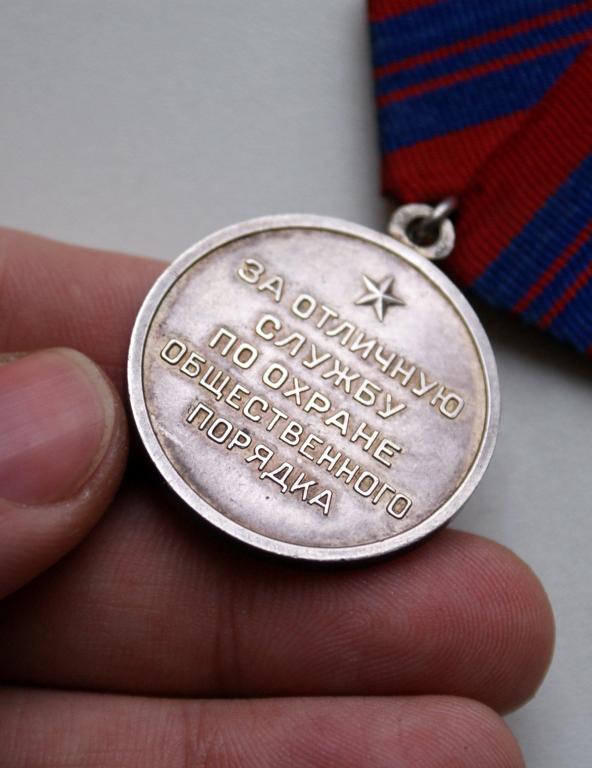 ЗА ОТЛИЧНУЮ
СЛУЖБУ
ПО ОХРАНЕ
ОБЩЕСТВЕННОГО
ПОРЯДКА